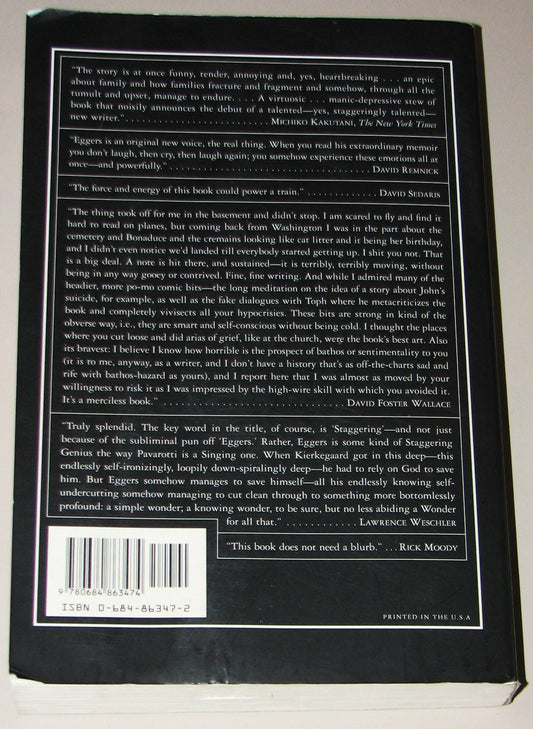 “The story is at once funny, tender, annoying and, yes, heartbreaking . . . an epic
about family and how families fracture and fragment and somehow, through all the
tumult and upset, manage to endure. . . . A virtuosic . . . manic-depressive stew of
book that noisily announces the debut of a talented—yes, staggeringly talented—
new writer.” . . . . . . . . . . . . . . . . . . . . . . . . MICHIKO KAKUTANI, The New York Times
“Eggers is an original new voice, the real thing. When you read his extraordinary memoir
you don't laugh, then cry, then laugh again; you somehow experience these emotions all at
once—and powerfully.” . . . . . . . . . . . . . . . . . . . . . . . . . . . . . . . . . DAVID REMNICK
“The force and energy of this book could power a train.” . . . . . . . . . . . . DAVID SEDARIS
“The thing took off for me in the basement and didn't stop. I am scared to fly and find it
hard to read on planes, but coming back from Washington I was in the part about the
cemetery and Bonaduce and the cremains looking like cat litter and it being her birthday,
and I didn't even notice we'd landed till everybody started getting up. I shit you not. That
is a big deal. A note is hit there, and sustained—it is terribly, terribly moving, without
being in any way gooey or contrived. Fine, fine writing. And while I admired many of the
headier, more po-mo comic bits—the long meditation on the idea of a story about John's
suicide, for example, as well as the fake dialogues with Toph where he metacriticizes the
book and completely vivisects all your hypocrisies. These bits are strong in kind of the
obverse way, i.e., they are smart and self-conscious without being cold. I thought the places
where you cut loose and did arias of grief, like at the church, were the book's best art. Also
its bravest: I believe I know how horrible is the prospect of bathos or sentimentality to you
(it is to me, anyway, as a writer, and I don't have a history that's as off-the-charts sad and
rife with bathos-hazard as yours), and I report here that I was almost as moved by your
willingness to risk it as I was impressed by the high-wire skill with which you avoided it.
It's a merciless book.” . . . . . . . . . . . . . . . . . . . . . . . . . . . . . DAVID FOSTER WALLACE
“Truly splendid. The key word in the title, of course, is ‘Staggering’—and not just
because of the subliminal pun off ‘Eggers.’ Rather, Eggers is some kind of Staggering
Genius the way Pavarotti is a Singing one. When Kierkegaard got in this deep—this
endlessly self-ironizingly, loopily down-spiralingly deep—he had to rely on God to save
him. But Eggers somehow manages to save himself—all his endlessly knowing self-
undercutting somehow managing to cut clean through to something more bottomlessly
profound: a simple wonder; a knowing wonder, to be sure, but no less abiding a Wonder
for all that.” . . . . . . . . . . . . LAWRENCE WESCHLER
“This book does not need a blurb.” . . . RICK MOODY
9 780684 863474
ISBN 0-684-86347-2
PRINTED IN THE U.S.A